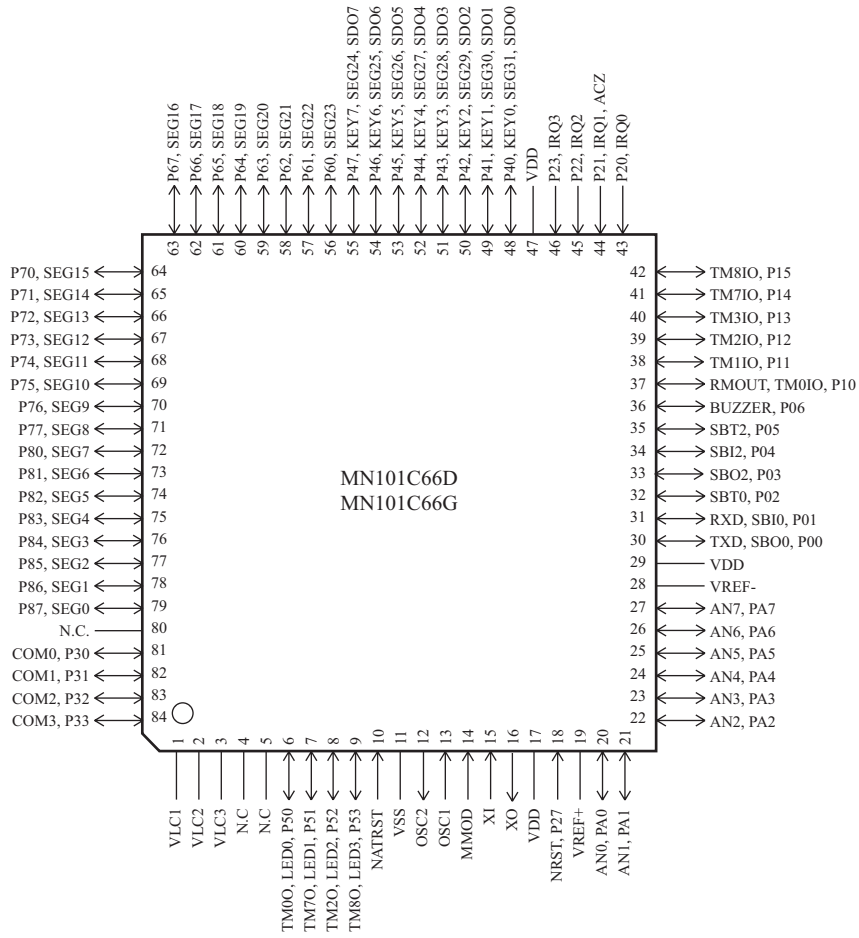 P67, SEG16
P66, SEG17
P65, SEG18
P64, SEG19
P63, SEG20
P62, SEG21
P61, SEG22
P60, SEG23
P47, KEY7, SEG24, SDO7
P46, KEY6, SEG25, SDO6
P45, KEY5, SEG26, SDO5
P44, KEY4, SEG27, SDO4
P43, KEY3, SEG28, SDO3
P42, KEY2, SEG29, SDO2
P41, KEY1, SEG30, SDO1
P40, KEY0, SEG31, SDO0
VDD
P23, IRQ3
P22, IRQ2
P21, IRQ1, ACZ
P20, IRQ0
63
62
61
60
59
58
57
56
55
54
53
52
51
50
49
48
47
46
45
44
43
P70, SEG15 64
P71, SEG14 65
P72, SEG13 66
P73, SEG12 67
P74, SEG11 68
P75, SEG10 69
P76, SEG9 70
P77, SEG8 71
P80, SEG7 72
P81, SEG6 73
P82, SEG5 74
P83, SEG4 75
P84, SEG3 76
P85, SEG2 77
P86, SEG1 78
P87, SEG0 79
N.C. 80
COM0, P30 81
COM1, P31 82
COM2, P32 83
COM3, P33 84
MN101C66D
MN101C66G
42 TM8IO, P15
41 TM7IO, P14
40 TM3IO, P13
39 TM2IO, P12
38 TM1IO, P11
37 RMOUT, TM0IO, P10
36 BUZZER, P06
35 SBT2, P05
34 SBI2, P04
33 SBO2, P03
32 SBT0, P02
31 RXD, SBI0, P01
30 TXD, SBO0, P00
29 VDD
28 VREF-
27 AN7, PA7
26 AN6, PA6
25 AN5, PA5
24 AN4, PA4
23 AN3, PA3
22 AN2, PA2
1
2
3
4
5
6
7
8
9
10
11
12
13
14
15
16
17
18
19
20
21
VLC1
VLC2
VLC3
N.C
N.C
TM0O, LED0, P50
TM7O, LED1, P51
TM2O, LED2, P52
TM8O, LED3, P53
NATRST
VSS
OSC2
OSC1
MMOD
XI
XO
VDD
NRST, P27
VREF+
AN0, PA0
AN1, PA1